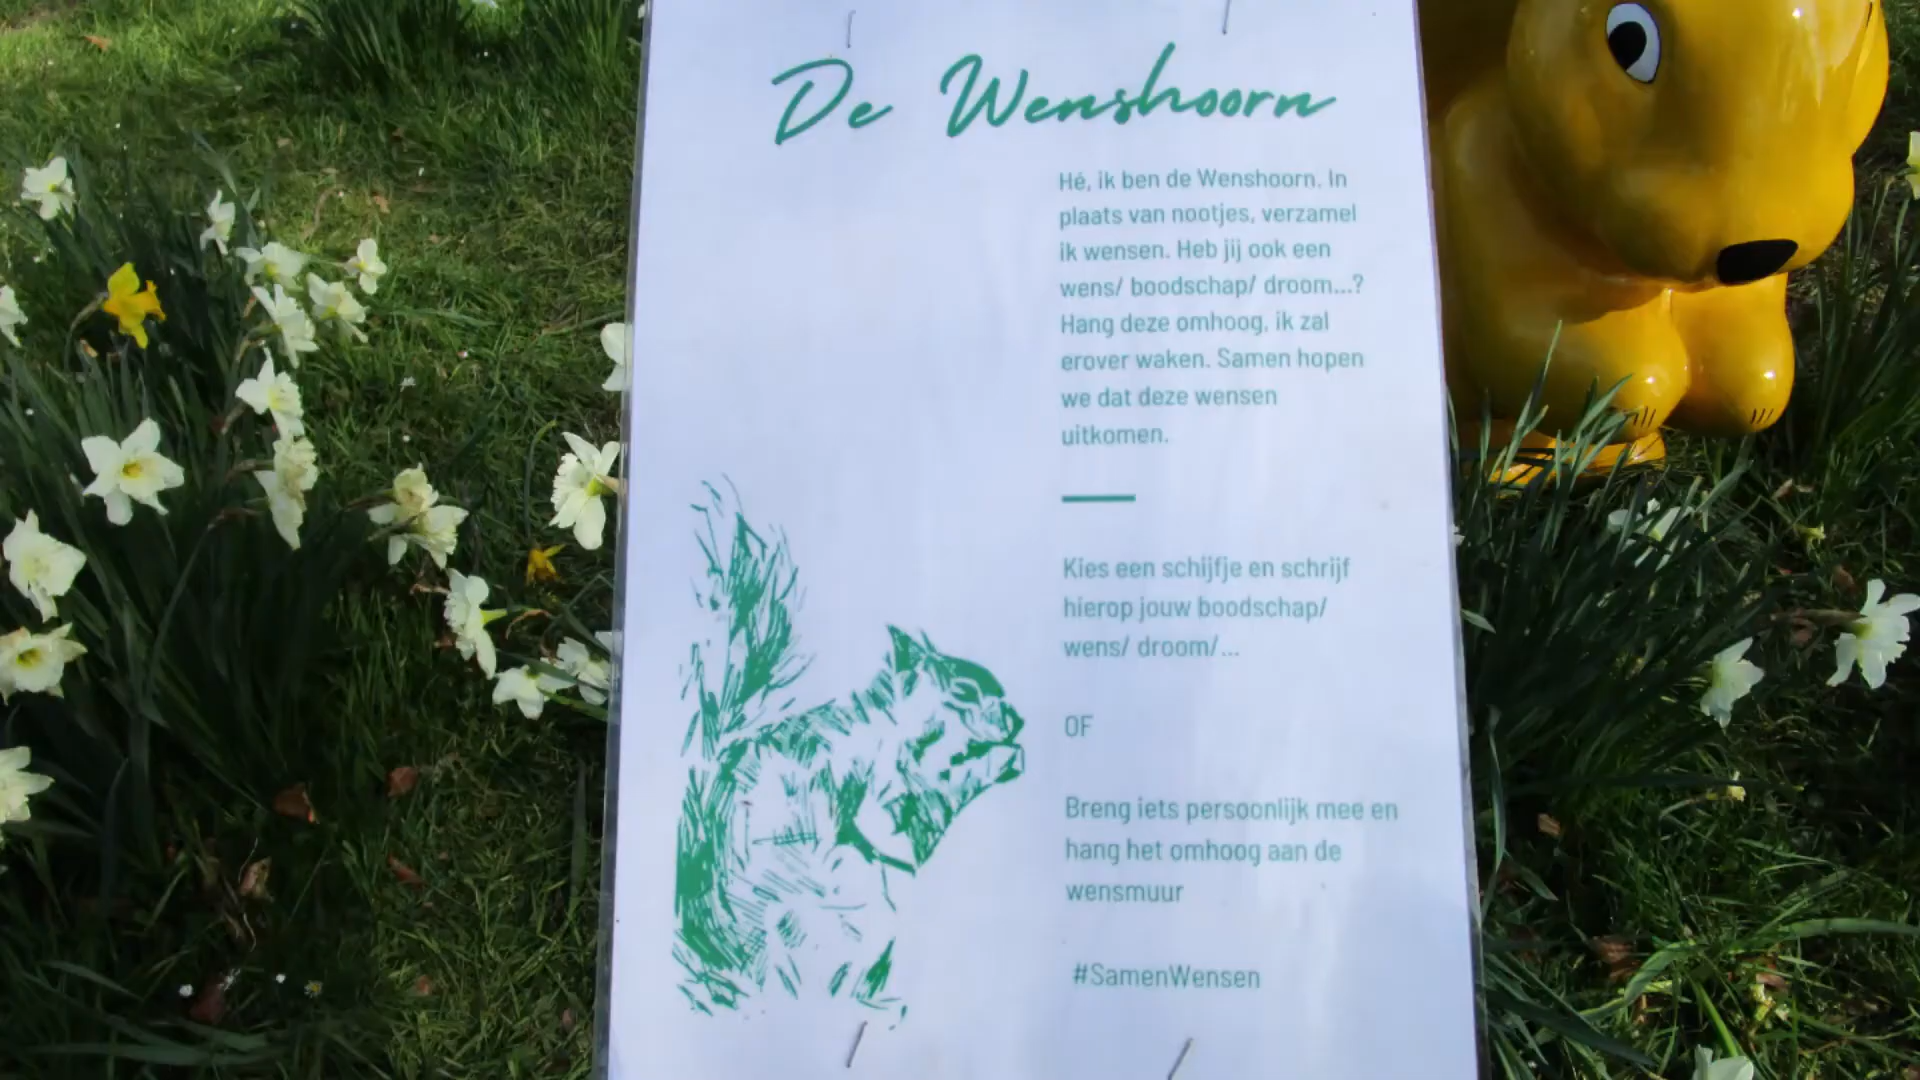 De Wenshoorn
Hé, ik ben de Wenshoorn. In
plaats van nootjes, verzamel
ik wensen. Heb jij ook een
wens/ boodschap/ droom...?
Hang deze omhoog, ik zal
erover waken. Samen hopen
we dat deze wensen
uitkomen.
Kies een schijfje en schrijf
hierop jouw boodschap/
wens/ droom/...
OF
Breng iets persoonlijk mee en
hang het omhoog aan de
wensmuur
#SamenWensen